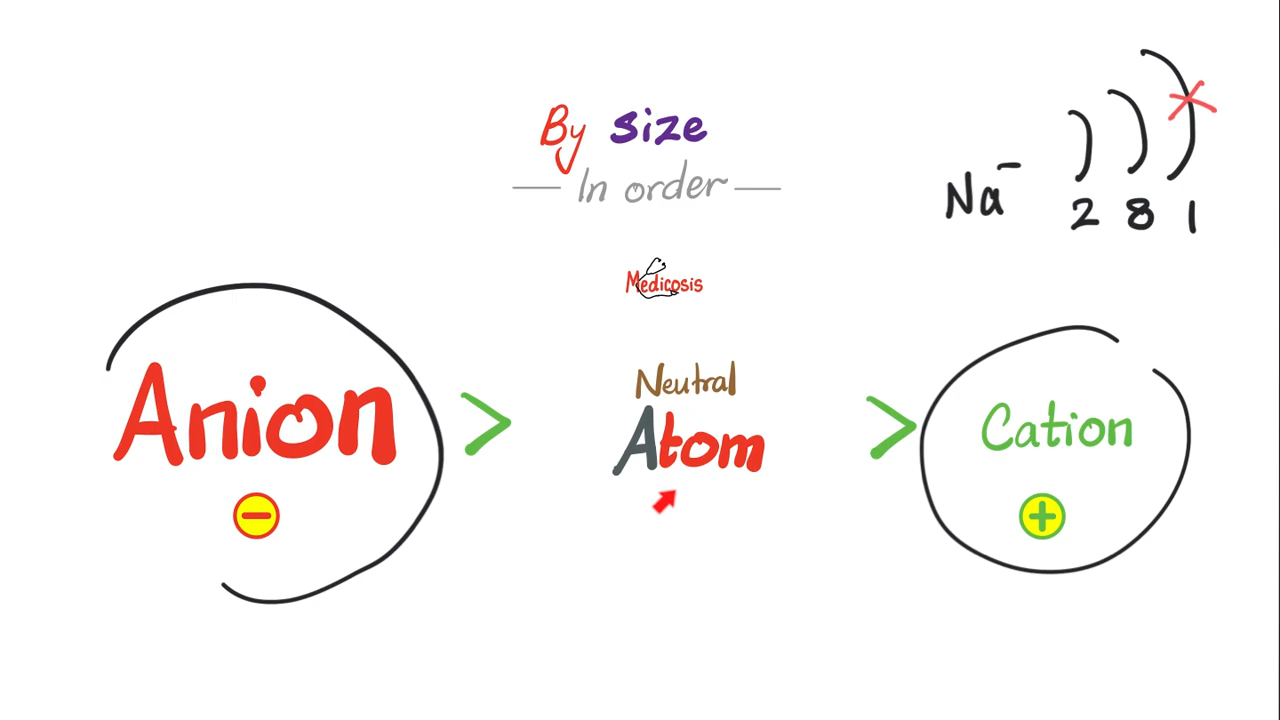 By size
In order
Na⁻ 2 8 1
Medicosis
Neutral
Anion > Atom > Cation
− +